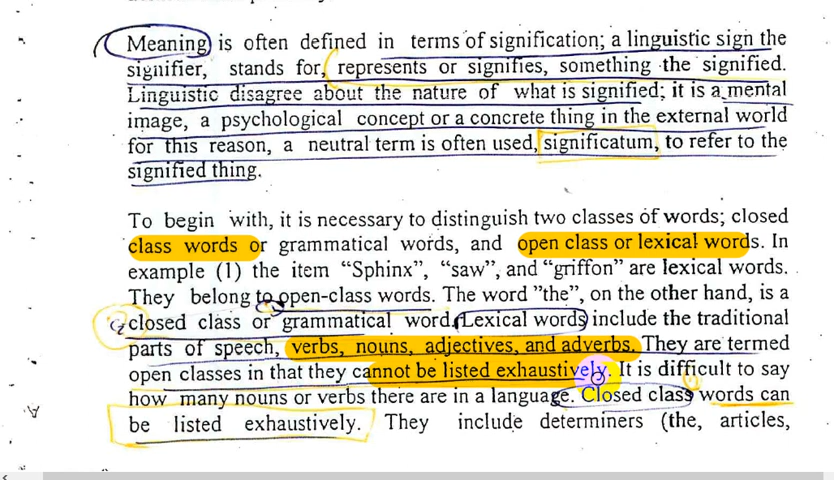 Meaning is often defined in terms of signification; a linguistic sign the
signifier, stands for, represents or signifies, something the signified.
Linguistic disagree about the nature of what is signified; it is a mental
image, a psychological concept or a concrete thing in the external world
for this reason, a neutral term is often used, significatum, to refer to the
signified thing.
To begin with, it is necessary to distinguish two classes of words; closed
class words or grammatical words, and open class or lexical words. In
example (1) the item “Sphinx”, “saw”, and “griffon” are lexical words.
They belong to open-class words. The word "the", on the other hand, is a
closed class or grammatical word. Lexical words include the traditional
parts of speech, verbs, nouns, adjectives, and adverbs. They are termed
open classes in that they cannot be listed exhaustively. It is difficult to say
how many nouns or verbs there are in a language. Closed class words can
be listed exhaustively. They include determiners (the, articles,